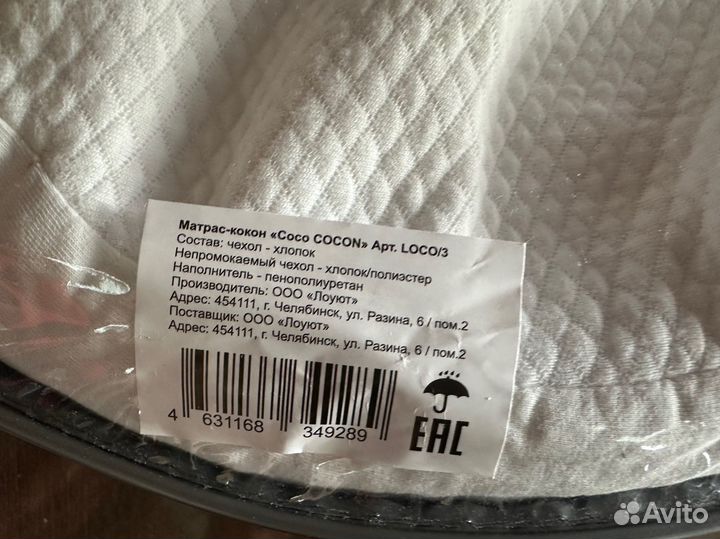 Матрас-кокон «Coco COCON» Арт. LOCO/3
Состав: чехол - хлопок
Непромокаемый чехол - хлопок/полиэстер
Наполнитель - пенополиуретан
Производитель: ООО «Лоуют»
Адрес: 454111, г. Челябинск, ул. Разина, 6 / пом.2
Поставщик: ООО «Лоуют»
Адрес: 454111, г. Челябинск, ул. Разина, 6 / пом.2
4 631168 349289
EAC
Avito